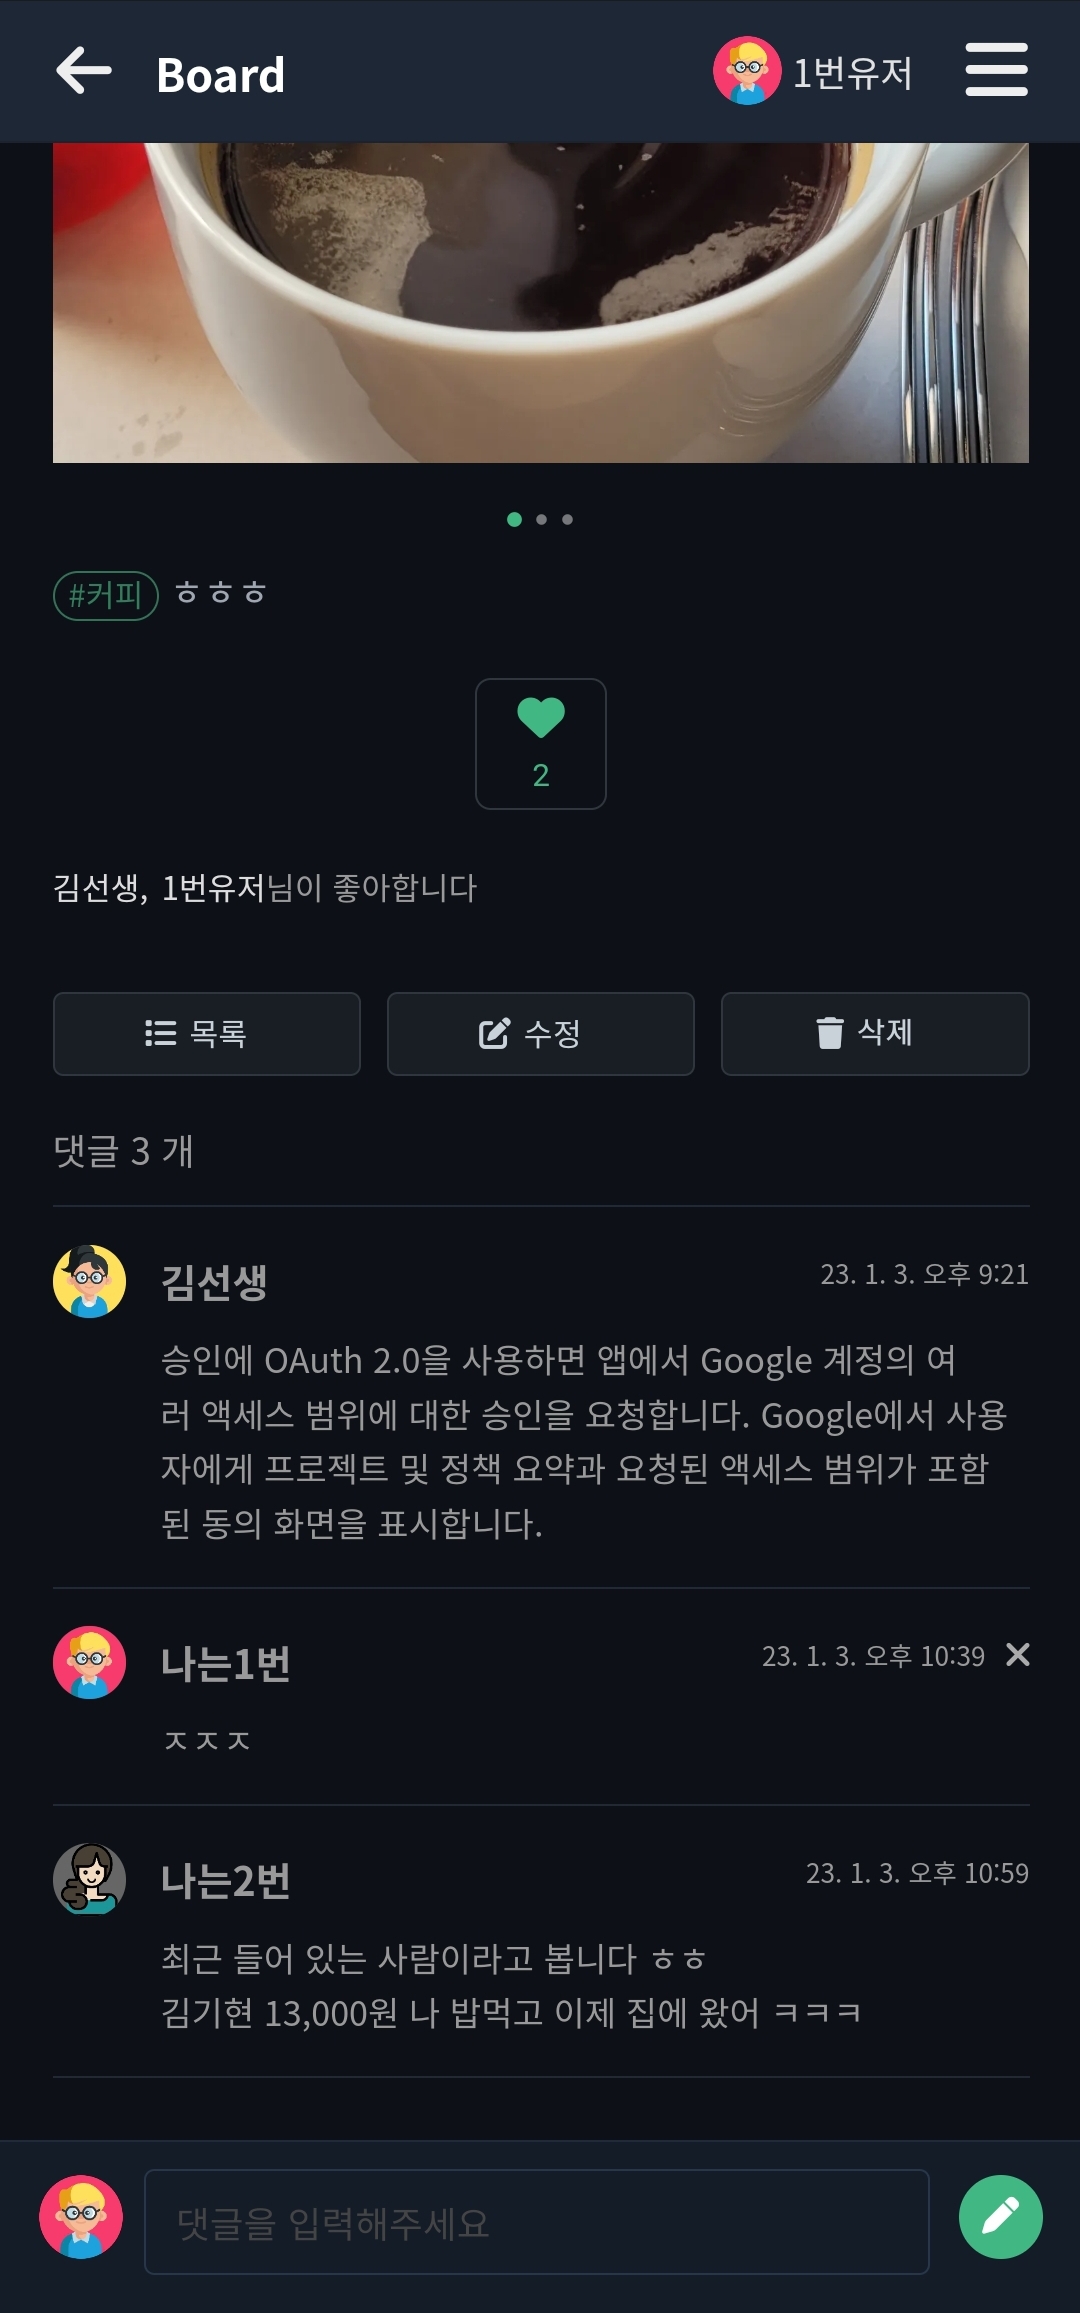 Board
1번유저
#커피 ㅎㅎㅎ
2
김선생, 1번유저님이 좋아합니다
목록
수정
삭제
댓글 3 개
김선생
23. 1. 3. 오후 9:21
승인에 OAuth 2.0을 사용하면 앱에서 Google 계정의 여
러 액세스 범위에 대한 승인을 요청합니다. Google에서 사용
자에게 프로젝트 및 정책 요약과 요청된 액세스 범위가 포함
된 동의 화면을 표시합니다.
나는1번
23. 1. 3. 오후 10:39
ㅈㅈㅈ
나는2번
23. 1. 3. 오후 10:59
최근 들어 있는 사람이라고 봅니다 ㅎㅎ
김기현 13,000원 나 밥먹고 이제 집에 왔어 ㅋㅋㅋ
댓글을 입력해주세요